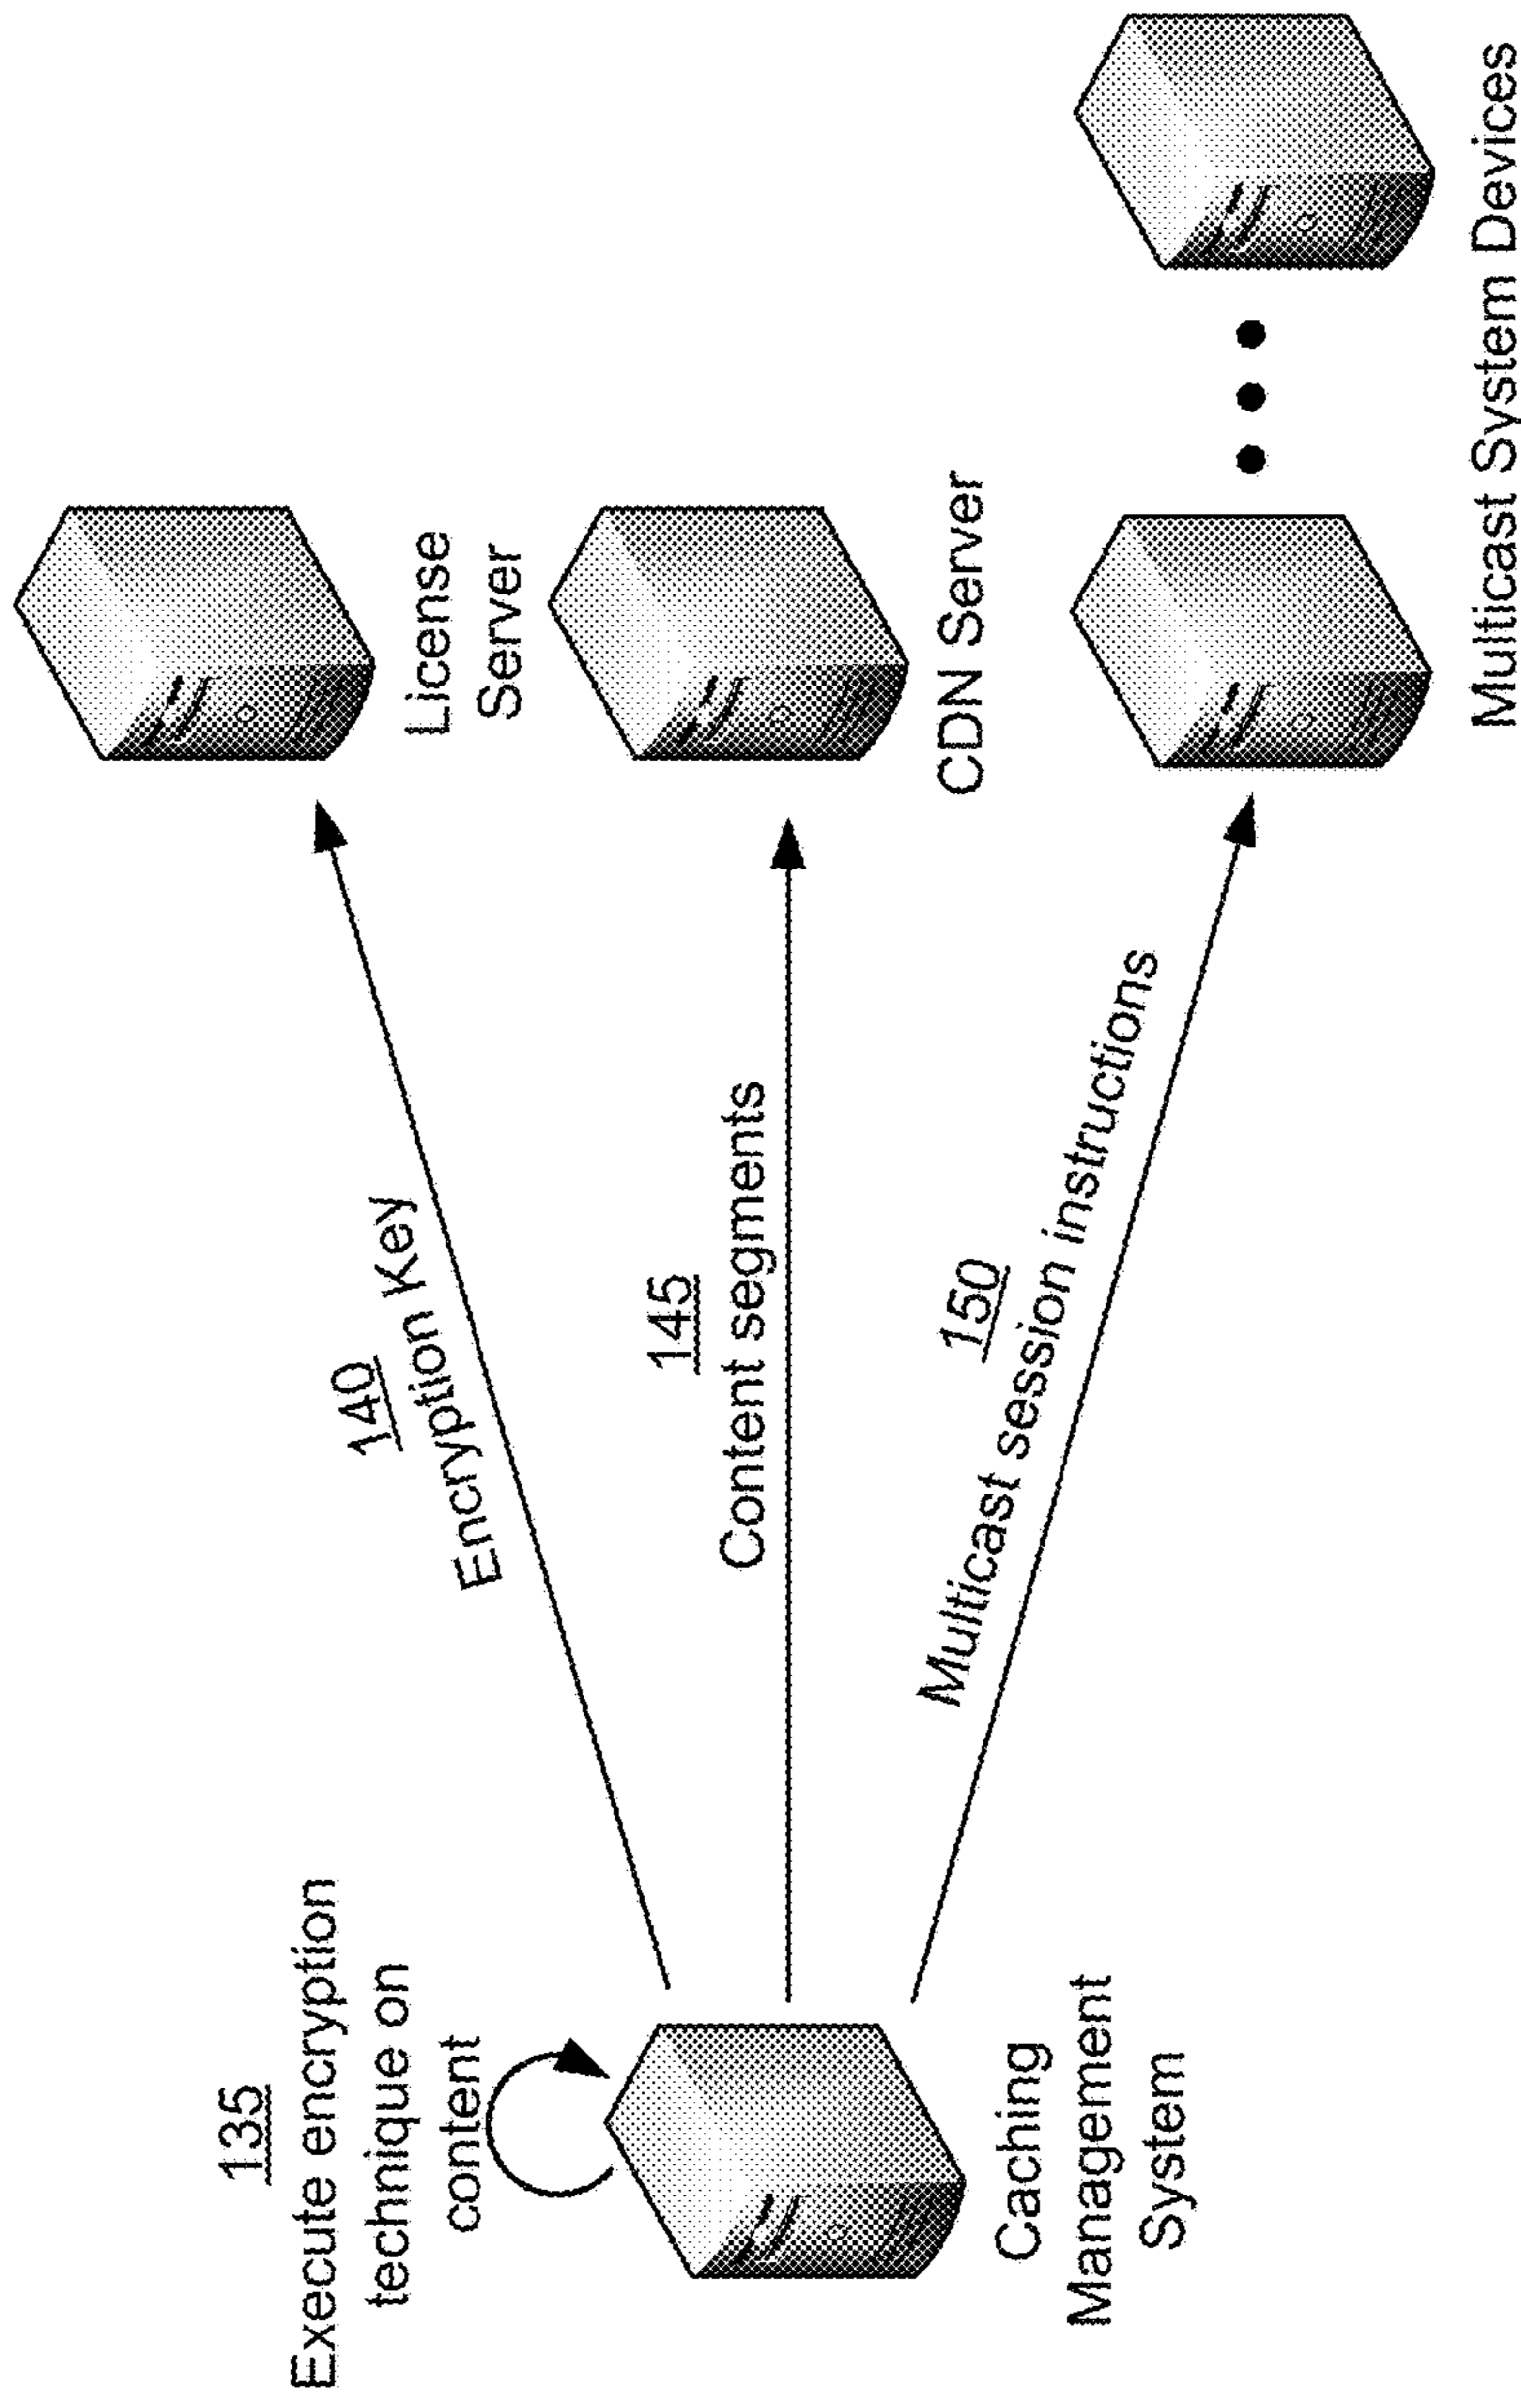 135
Execute encryption
technique on
content
Caching
Management
System
140
Encryption Key
145
Content segments
150
Multicast session instructions
License
Server
CDN Server
Multicast System Devices